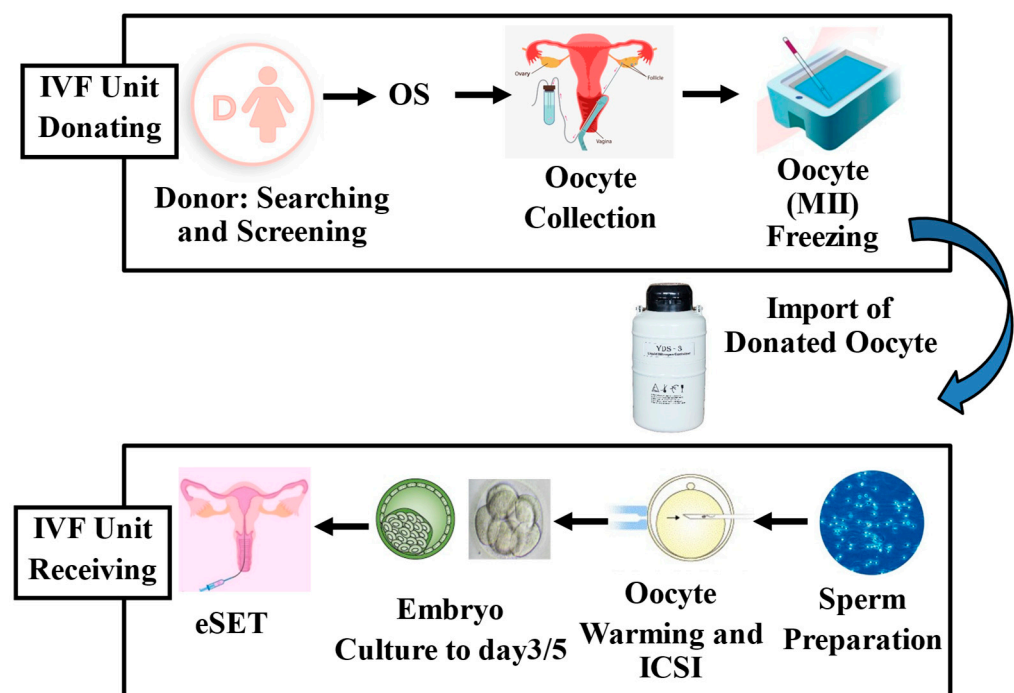 IVF Unit
Donating
D
OS
Ovary
Follicle
Vagina
Donor: Searching
and Screening
Oocyte
Collection
Oocyte
(MII)
Freezing
YDS-3
Import of
Donated Oocyte
IVF Unit
Receiving
eSET
Embryo
Culture to day3/5
Oocyte
Warming and
ICSI
Sperm
Preparation